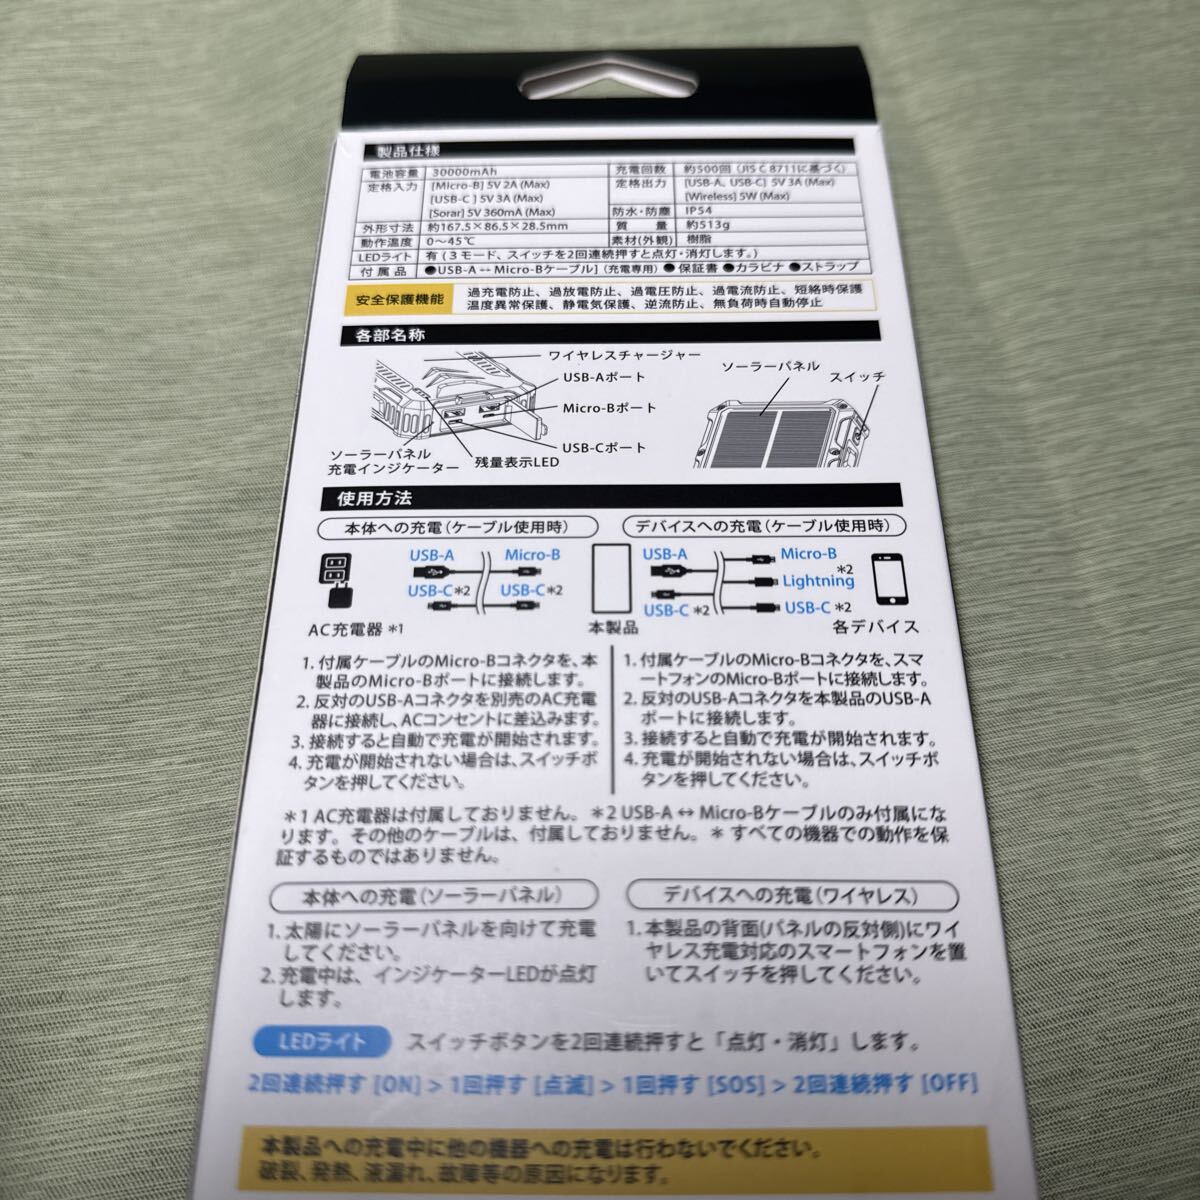 製品仕様
電池容量 30000mAh 充電回数 約500回（JIS C 8711に基づく）
定格入力 [Micro-B] 5V 2A (Max) 定格出力 [USB-A、USB-C] 5V 3A (Max)
[USB-C ] 5V 3A (Max) [Wireless] 5W (Max)
[Sorar] 5V 360mA (Max) 防水・防塵 IP54
外形寸法 約167.5×86.5×28.5mm 質 量 約513g
動作温度 0〜45℃ 素材(外観) 樹脂
LEDライト 有 (３モード、スイッチを2回連続押すと点灯・消灯します。)
付 属 品 ●USB-A ↔ Micro-Bケーブル] (充電専用) ●保証書 ●カラビナ ●ストラップ
安全保護機能 過充電防止、過放電防止、過電圧防止、過電流防止、短絡時保護
温度異常保護、静電気保護、逆流防止、無負荷時自動停止
各部名称
ワイヤレスチャージャー
USB-Aポート
Micro-Bポート
USB-Cポート
ソーラーパネル
充電インジケーター
残量表示LED
ソーラーパネル
スイッチ
使用方法
本体への充電（ケーブル使用時）
USB-A Micro-B
USB-C＊2 USB-C＊2
AC充電器 ＊1
本製品
デバイスへの充電（ケーブル使用時）
USB-A Micro-B
＊2
Lightning
USB-C ＊2 USB-C ＊2
各デバイス
1. 付属ケーブルのMicro-Bコネクタを、本
製品のMicro-Bポートに接続します。
2. 反対のUSB-Aコネクタを別売のAC充電
器に接続し、ACコンセントに差込みます。
3. 接続すると自動で充電が開始されます。
4. 充電が開始されない場合は、スイッチボ
タンを押してください。
1. 付属ケーブルのMicro-Bコネクタを、スマ
ートフォンのMicro-Bポートに接続します。
2. 反対のUSB-Aコネクタを本製品のUSB-A
ポートに接続します。
3. 接続すると自動で充電が開始されます。
4. 充電が開始されない場合は、スイッチボ
タンを押してください。
＊1 AC充電器は付属しておりません。＊2 USB-A ↔ Micro-Bケーブルのみ付属にな
ります。その他のケーブルは、付属しておりません。＊ すべての機器での動作を保
証するものではありません。
本体への充電（ソーラーパネル）
1. 太陽にソーラーパネルを向けて充電
してください。
2. 充電中は、インジケーターLEDが点灯
します。
デバイスへの充電（ワイヤレス）
1. 本製品の背面(パネルの反対側)にワイ
ヤレス充電対応のスマートフォンを置
いてスイッチを押してください。
LEDライト スイッチボタンを2回連続押すと「点灯・消灯」します。
2回連続押す [ON] > 1回押す [点滅] > 1回押す [SOS] > 2回連続押す [OFF]
本製品への充電中に他の機器への充電は行わないでください。
破裂、発熱、液漏れ、故障等の原因になります。